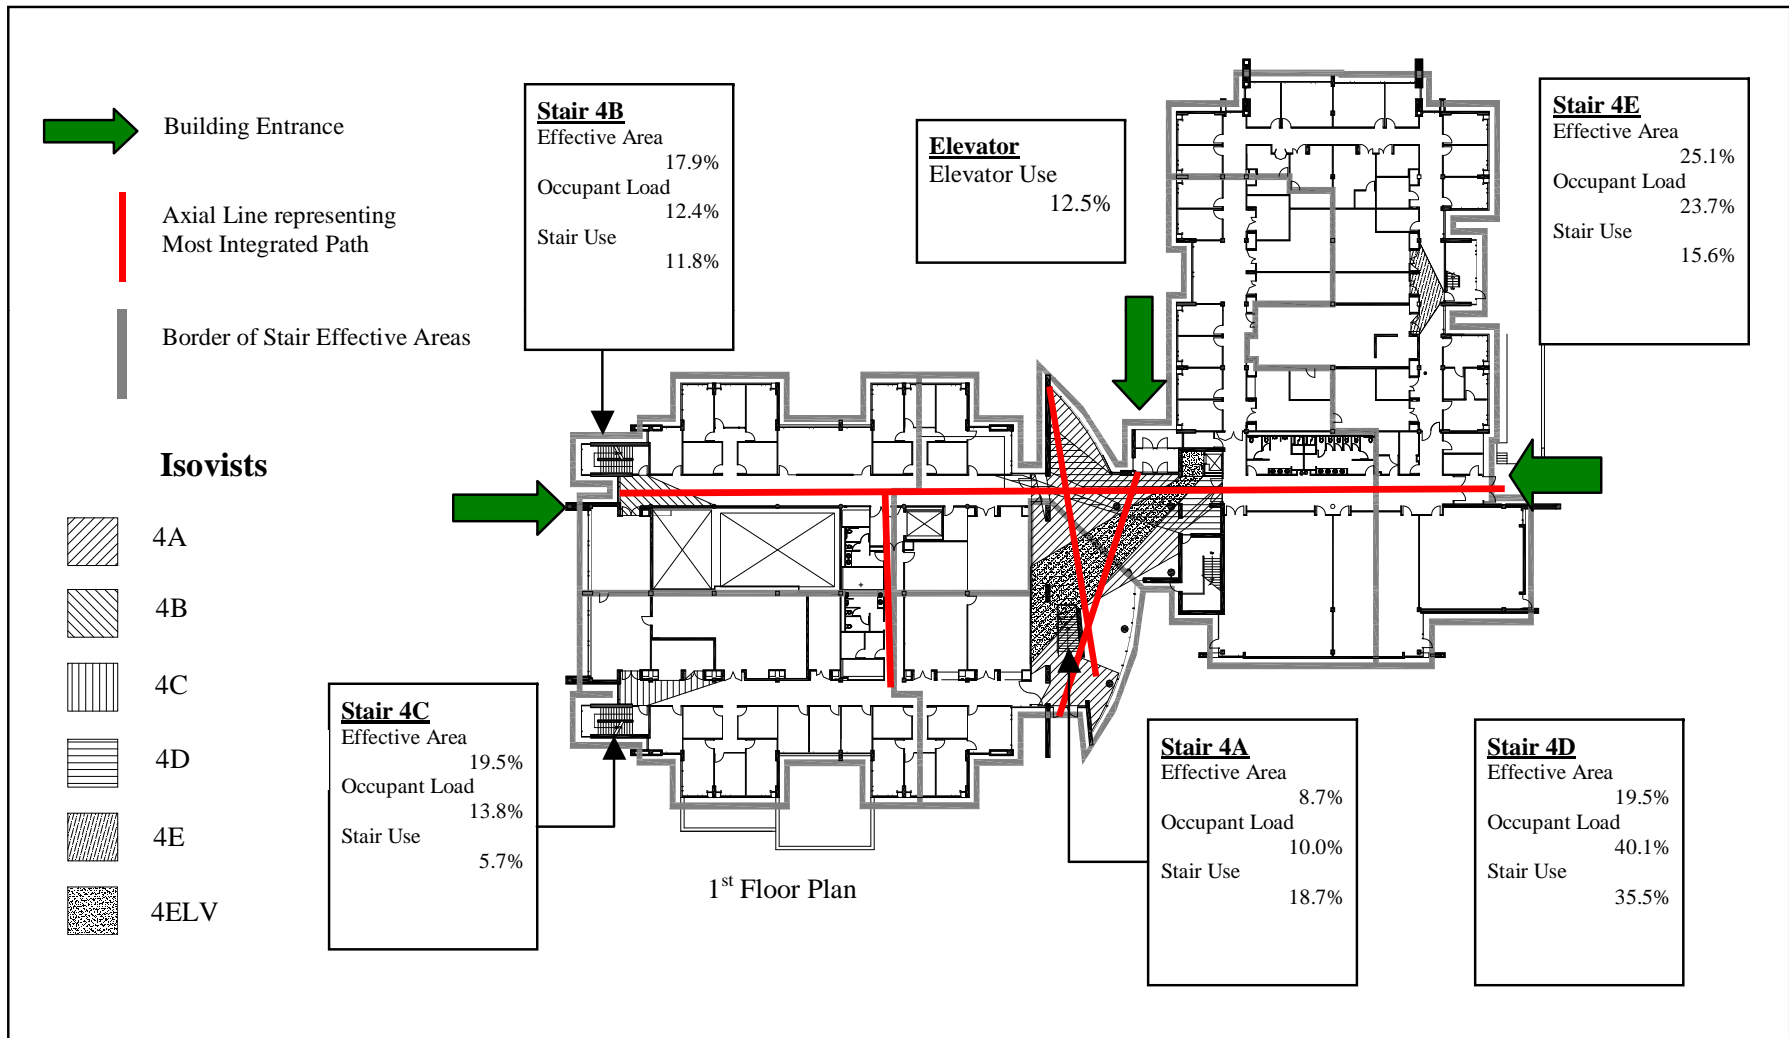 Building Entrance
Axial Line representing
Most Integrated Path
Border of Stair Effective Areas
Isovists
4A
4B
4C
4D
4E
4ELV
Stair 4B
Effective Area
17.9%
Occupant Load
12.4%
Stair Use
11.8%
Elevator
Elevator Use
12.5%
Stair 4E
Effective Area
25.1%
Occupant Load
23.7%
Stair Use
15.6%
Stair 4C
Effective Area
19.5%
Occupant Load
13.8%
Stair Use
5.7%
1st Floor Plan
Stair 4A
Effective Area
8.7%
Occupant Load
10.0%
Stair Use
18.7%
Stair 4D
Effective Area
19.5%
Occupant Load
40.1%
Stair Use
35.5%